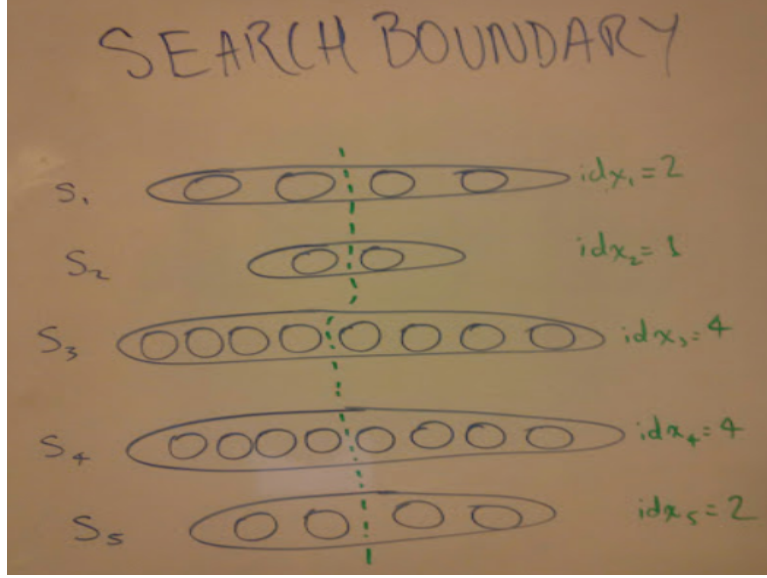 SEARCH BOUNDARY
S₁ idx₁=2
S₂ idx₂=1
S₃ idx₃=4
S₄ idx₄=4
S₅ idx₅=2